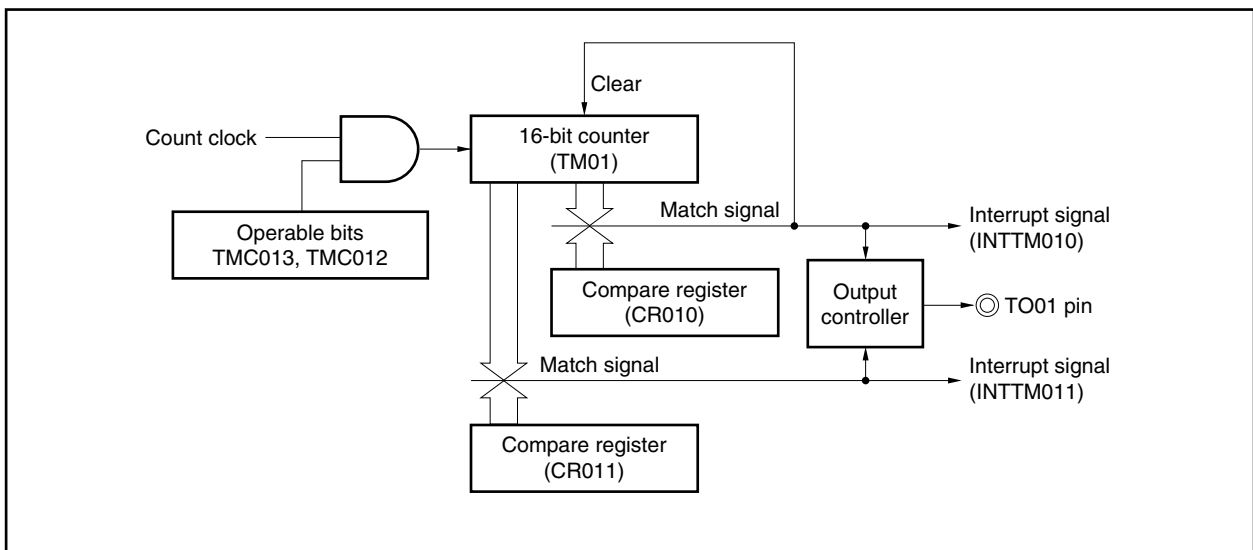 Clear
Count clock
16-bit counter
(TM01)
Operable bits
TMC013, TMC012
Match signal
Interrupt signal
(INTTM010)
Compare register
(CR010)
Output
controller
TO01 pin
Match signal
Interrupt signal
(INTTM011)
Compare register
(CR011)